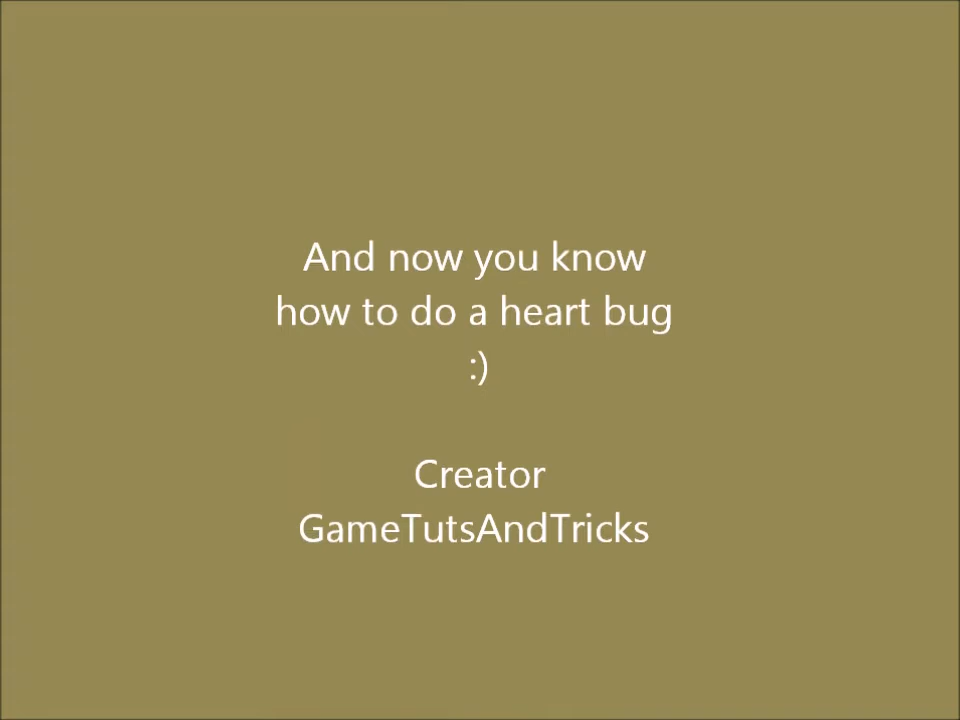 And now you know
how to do a heart bug
:)
Creator
GameTutsAndTricks